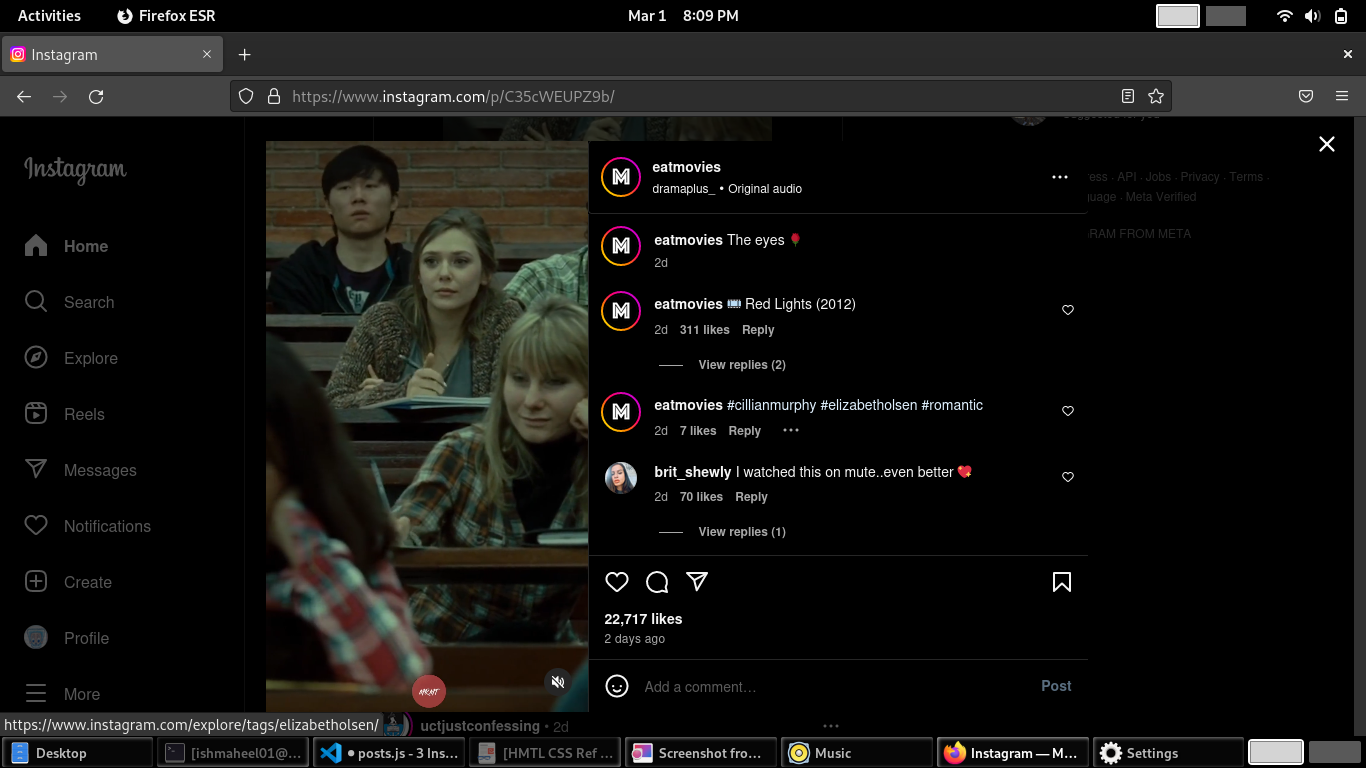 Activities
Firefox ESR
Mar 1 8:09 PM
Instagram
https://www.instagram.com/p/C35cWEUPZ9b/
Instagram
Home
Search
Explore
Reels
Messages
Notifications
Create
Profile
More
eatmovies
dramaplus_ • Original audio
eatmovies The eyes 🌹
2d
eatmovies 🎟️ Red Lights (2012)
2d 311 likes Reply
View replies (2)
eatmovies #cillianmurphy #elizabetholsen #romantic
2d 7 likes Reply
brit_shewly I watched this on mute..even better 💖
2d 70 likes Reply
View replies (1)
22,717 likes
2 days ago
Add a comment…
Post
API · Jobs · Privacy · Terms ·
Meta Verified
FROM META
https://www.instagram.com/explore/tags/elizabetholsen/
uctjustconfessing • 2d
Desktop
[ishmaheel01@...
• posts.js - 3 Ins...
[HMTL CSS Ref ...
Screenshot fro...
Music
Instagram — M...
Settings